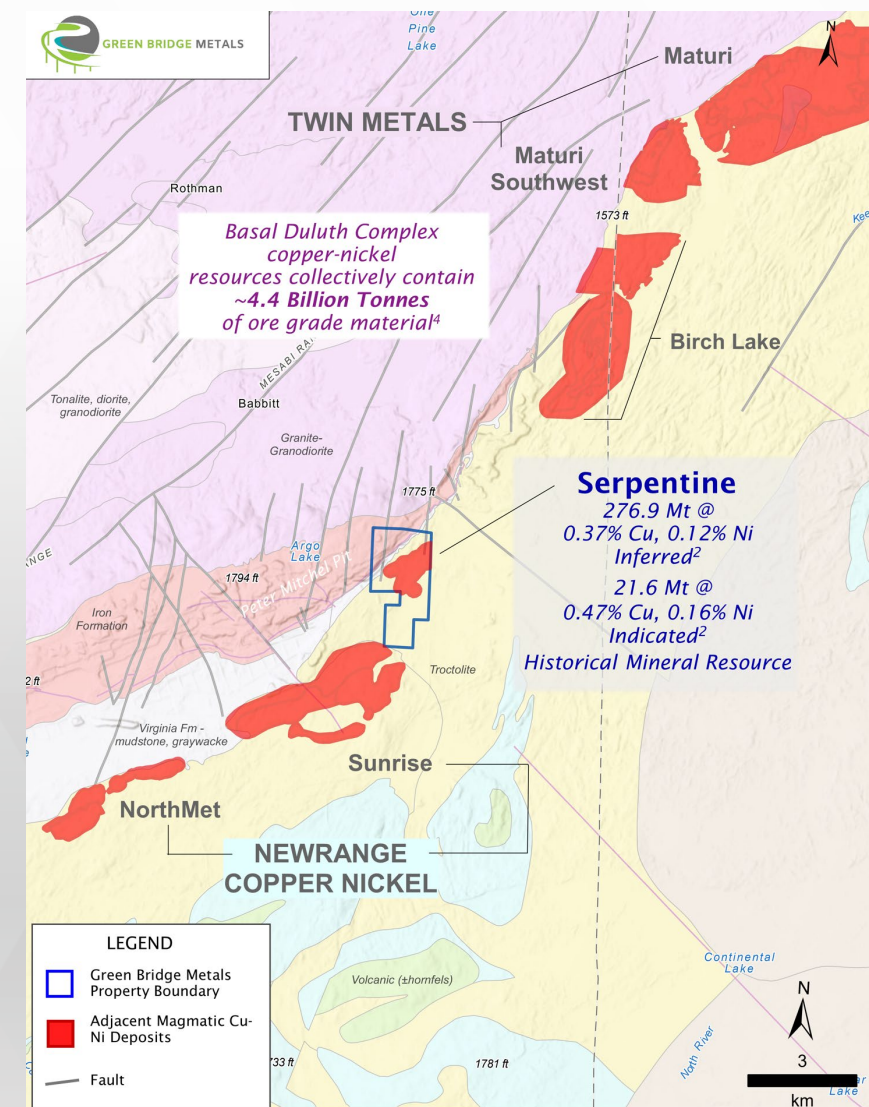 GREEN BRIDGE METALS
One
Pine
Lake
N
Maturi
TWIN METALS
Maturi
Southwest
Rothman
1573 ft
Basal Duluth Complex
copper-nickel
resources collectively contain
~4.4 Billion Tonnes
of ore grade material⁴
Birch Lake
Tonalite, diorite,
granodiorite
Babbitt
Granite-
Granodiorite
1775 ft
Serpentine
276.9 Mt @
0.37% Cu, 0.12% Ni
Inferred²
21.6 Mt @
0.47% Cu, 0.16% Ni
Indicated²
Historical Mineral Resource
Argo
Lake
1794 ft
Peter Mitchel Pit
Iron
Formation
Troctolite
Virginia Fm -
mudstone, graywacke
Sunrise
NorthMet
NEWRANGE
COPPER NICKEL
LEGEND
Green Bridge Metals
Property Boundary
Adjacent Magmatic Cu-
Ni Deposits
Fault
Volcanic (±hornfels)
Continental
Lake
North River
1781 ft
N
3
km
Lake